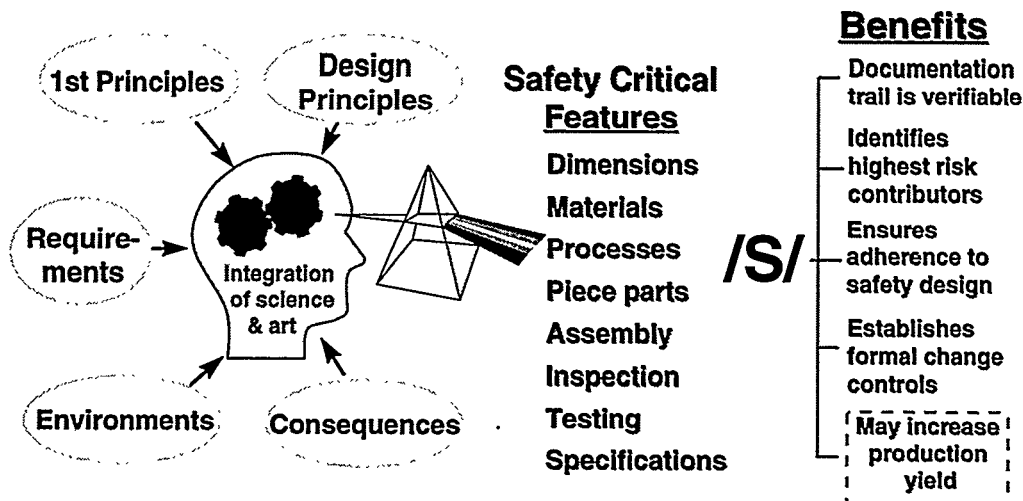 1st Principles
Design
Principles
Require-
ments
Integration
of science
& art
Environments
Consequences
Safety Critical
Features
Dimensions
Materials
Processes
Piece parts
Assembly
Inspection
Testing
Specifications
/S/
Benefits
Documentation
trail is verifiable
Identifies
highest risk
contributors
Ensures
adherence to
safety design
Establishes
formal change
controls
May increase
production
yield